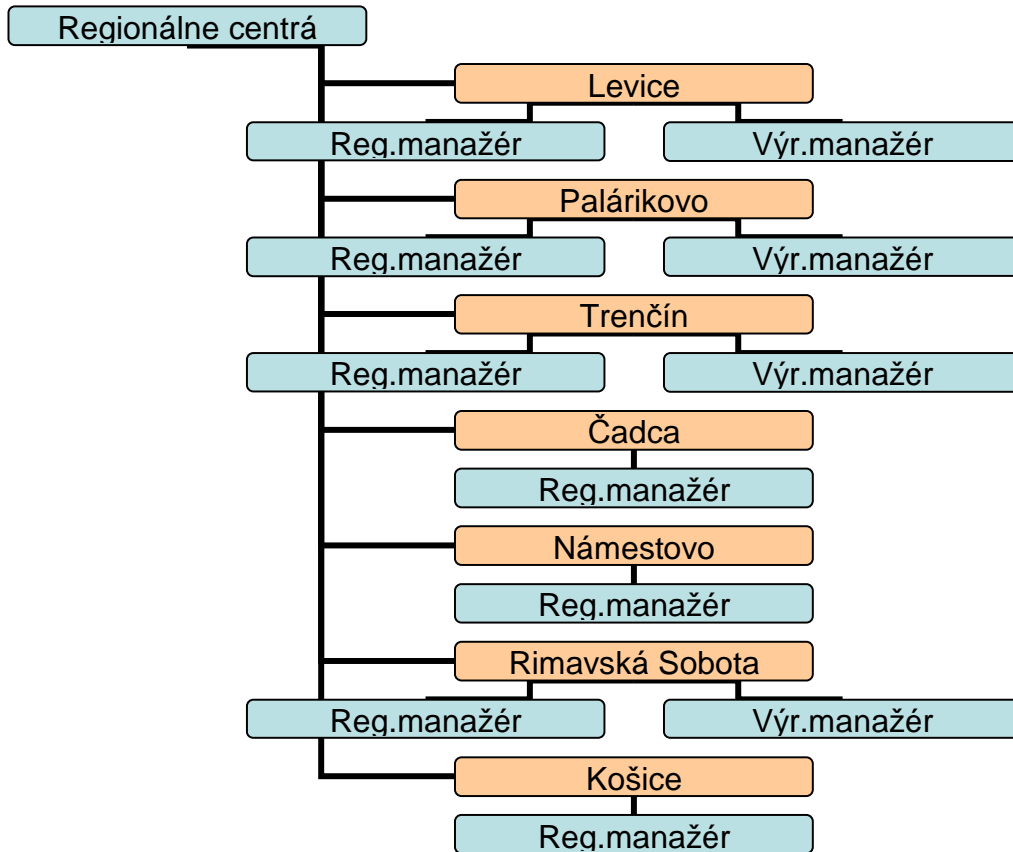 Regionálne centrá
Levice
Reg.manažér Výr.manažér
Palárikovo
Reg.manažér Výr.manažér
Trenčín
Reg.manažér Výr.manažér
Čadca
Reg.manažér
Námestovo
Reg.manažér
Rimavská Sobota
Reg.manažér Výr.manažér
Košice
Reg.manažér